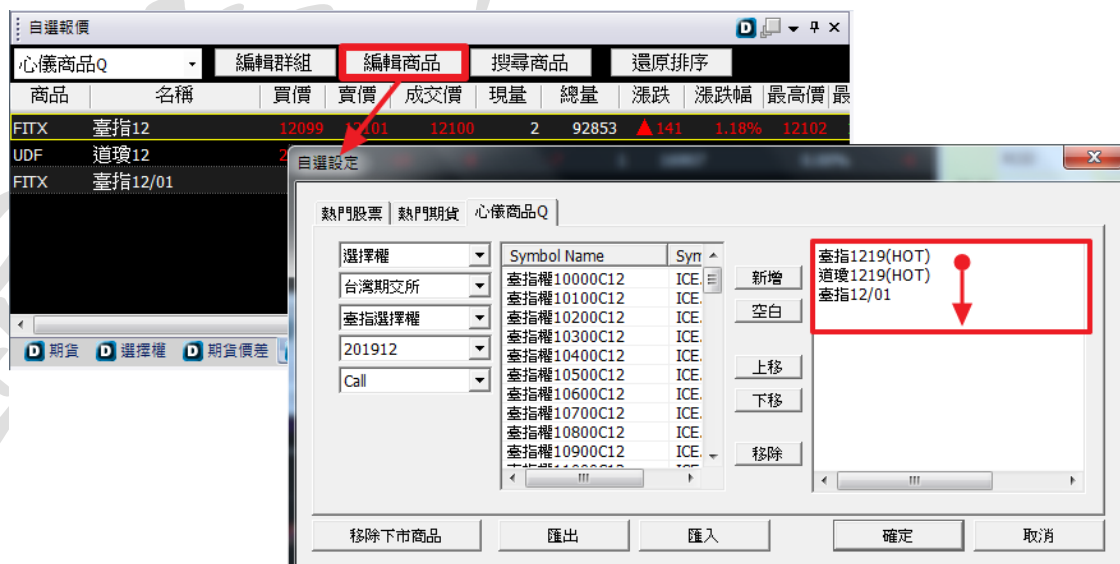 自選報價
心儀商品Q 編輯群組 編輯商品 搜尋商品 還原排序
商品 名稱 買價 賣價 成交價 現量 總量 漲跌 漲跌幅 最高價 最
FITX 臺指12 12099 12101 12100 2 92853 ▲141 1.18% 12102
UDF 道瓊12 2
FITX 臺指12/01
期貨 選擇權 期貨價差
自選設定
熱門股票 熱門期貨 心儀商品Q
選擇權
台灣期交所
臺指選擇權
201912
Call
Symbol Name Sym
臺指權10000C12 ICE.
臺指權10100C12 ICE.
臺指權10200C12 ICE.
臺指權10300C12 ICE.
臺指權10400C12 ICE.
臺指權10500C12 ICE.
臺指權10600C12 ICE.
臺指權10700C12 ICE.
臺指權10800C12 ICE.
臺指權10900C12 ICE.
新增
空白
上移
下移
移除
臺指1219(HOT)
道瓊1219(HOT)
臺指12/01
移除下市商品 匯出 匯入 確定 取消